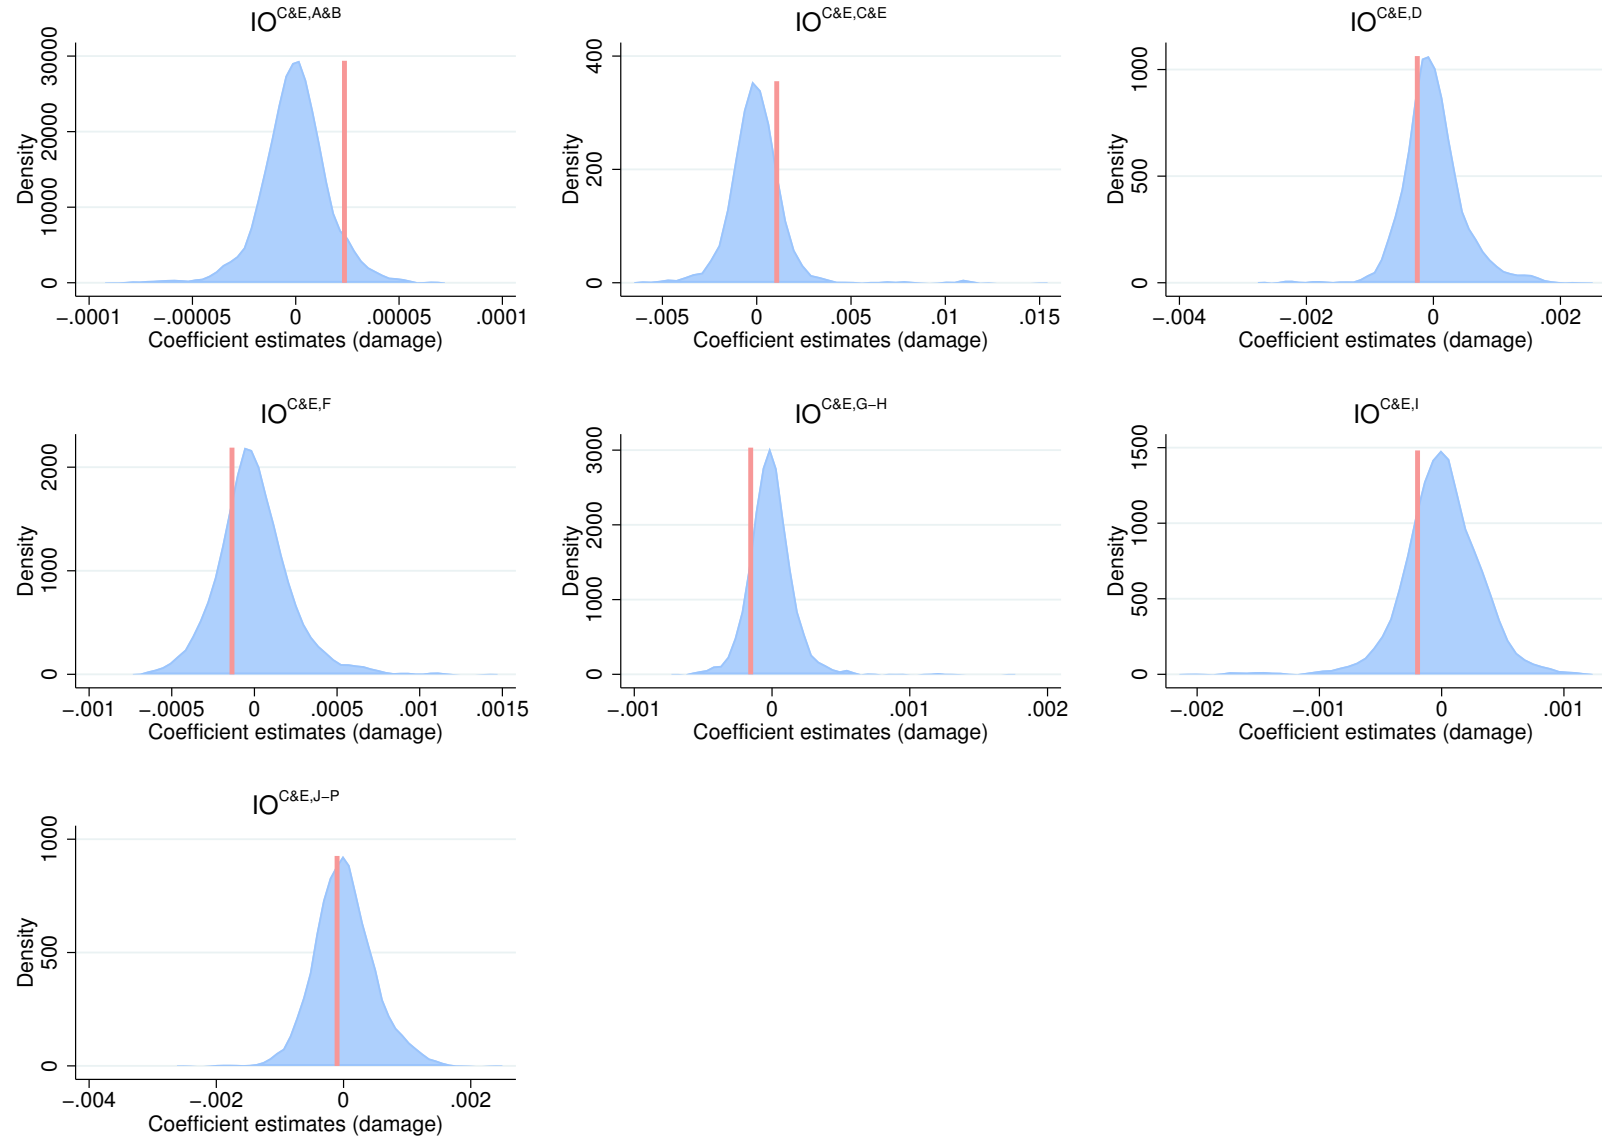 IO^C&E,A&B
Density
0 10000 20000 30000
−.0001 −.00005 0 .00005 .0001
Coefficient estimates (damage)
IO^C&E,C&E
Density
0 200 400
−.005 0 .005 .01 .015
Coefficient estimates (damage)
IO^C&E,D
Density
0 500 1000
−.004 −.002 0 .002
Coefficient estimates (damage)
IO^C&E,F
Density
0 1000 2000
−.001 −.0005 0 .0005 .001 .0015
Coefficient estimates (damage)
IO^C&E,G−H
Density
0 1000 2000 3000
−.001 0 .001 .002
Coefficient estimates (damage)
IO^C&E,I
Density
0 500 1000 1500
−.002 −.001 0 .001
Coefficient estimates (damage)
IO^C&E,J−P
Density
0 500 1000
−.004 −.002 0 .002
Coefficient estimates (damage)